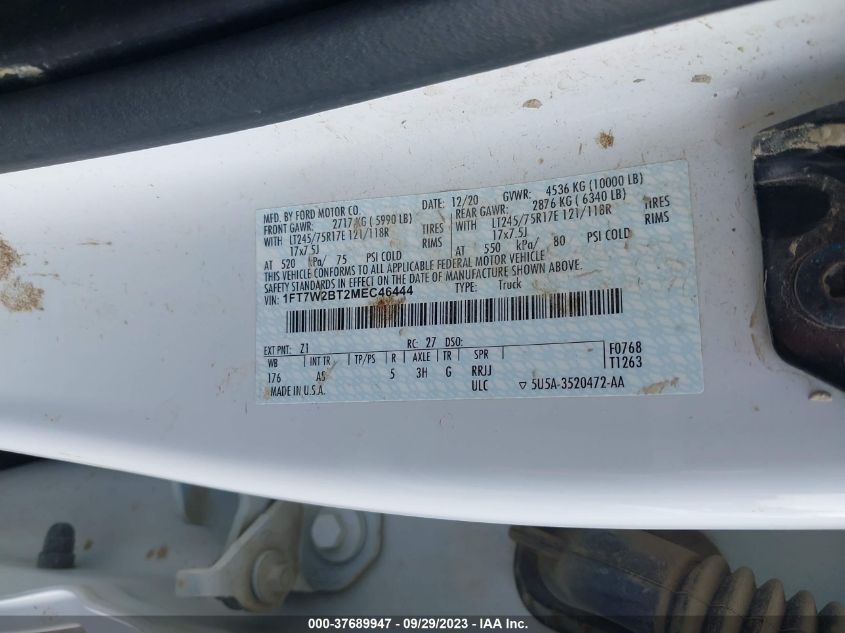 MFD. BY FORD MOTOR CO. DATE: 12/20 GVWR: 4536 KG (10000 LB)
FRONT GAWR: 2717 KG (5990 LB) REAR GAWR: 2876 KG (6340 LB)
WITH LT245/75R17E 121/118R TIRES WITH LT245/75R17E 121/118R TIRES
17x7.5J RIMS 17x7.5J RIMS
AT 520 kPa/ 75 PSI COLD AT 550 kPa/ 80 PSI COLD
THIS VEHICLE CONFORMS TO ALL APPLICABLE FEDERAL MOTOR VEHICLE
SAFETY STANDARDS IN EFFECT ON THE DATE OF MANUFACTURE SHOWN ABOVE.
VIN: 1FT7W2BT2MEC46444 TYPE: Truck
EXT PNT: Z1 RC: 27 DSO: F0768
WB INT TR TP/PS R AXLE TR SPR T1263
176 A5 5 3H G RRJJ
MADE IN U.S.A. ULC ▽ 5U5A-3520472-AA
000-37689947 - 09/29/2023 - IAA Inc.